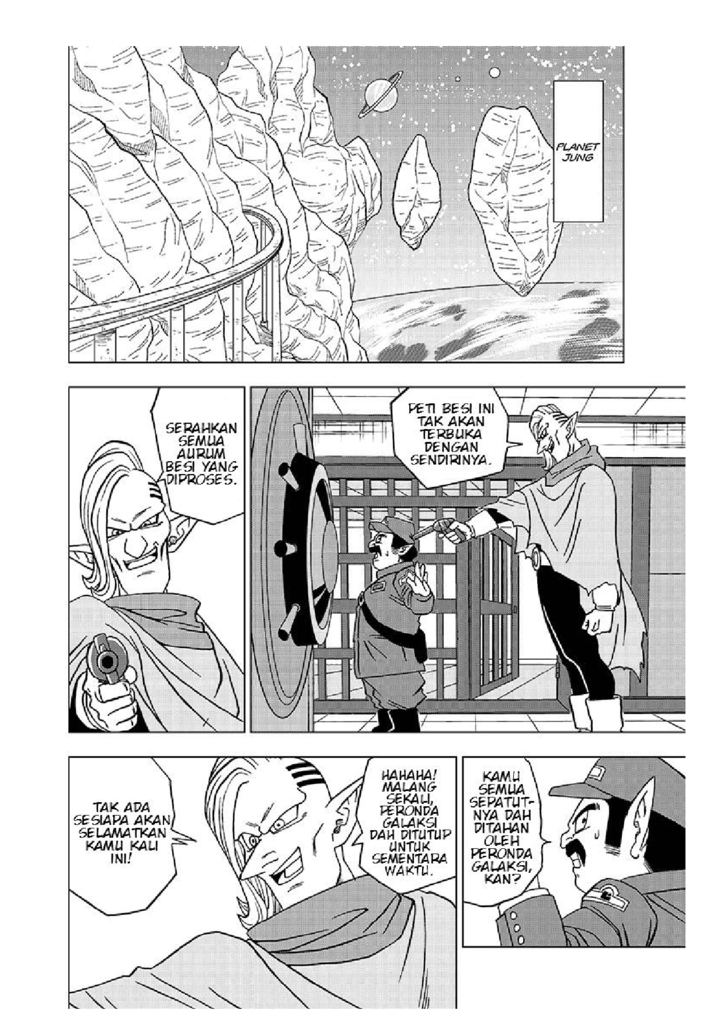 PLANET
JUNG
PETI BESI INI
TAK AKAN
TERBUKA
DENGAN
SENDIRINYA.
SERAHKAN
SEMUA
AURUM
BESI YANG
DIPROSES.
KAMU
SEMUA
SEPATUT-
NYA DAH
DITAHAN
OLEH
PERONDA
GALAKSI,
KAN?
HAHAHA!
MALANG
SEKALI,
PERONDA
GALAKSI
DAH DITUTUP
UNTUK
SEMENTARA
WAKTU.
TAK ADA
SESIAPA AKAN
SELAMATKAN
KAMU KALI
INI!